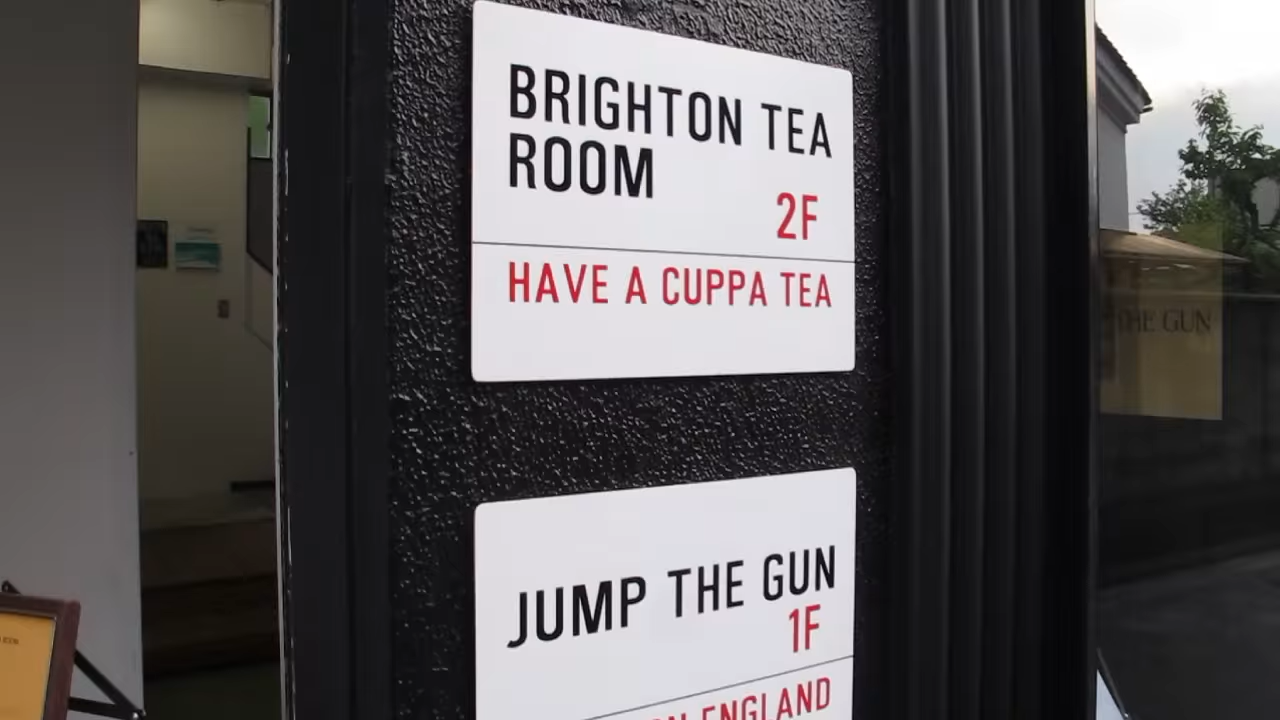 BRIGHTON TEA
ROOM
2F
HAVE A CUPPA TEA
JUMP THE GUN
1F
ENGLAND
THE GUN